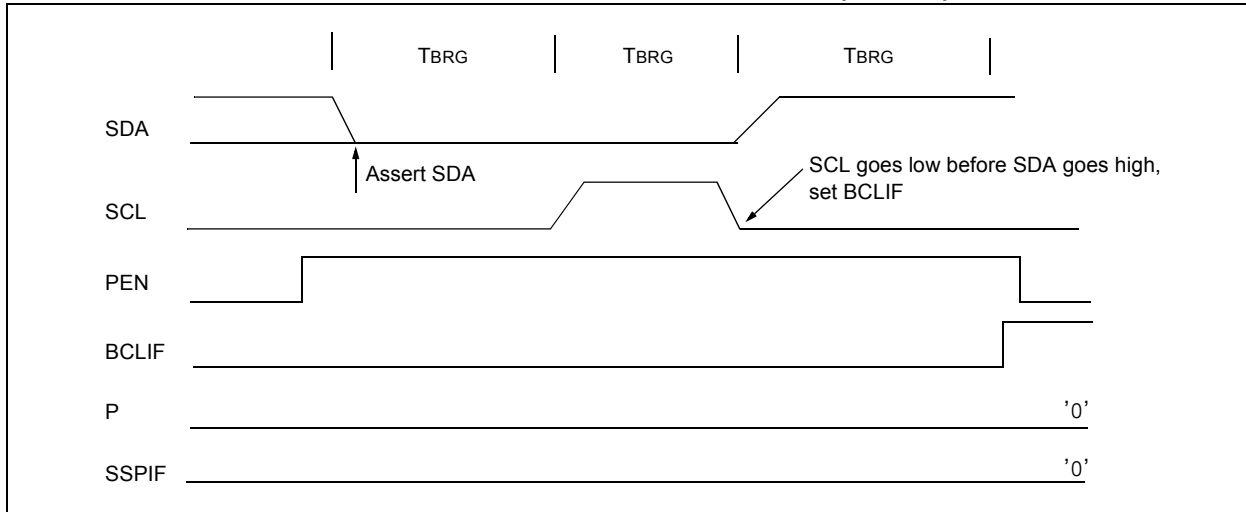 TBRG TBRG TBRG
SDA
Assert SDA
SCL goes low before SDA goes high,
set BCLIF
SCL
PEN
BCLIF
P '0'
SSPIF '0'